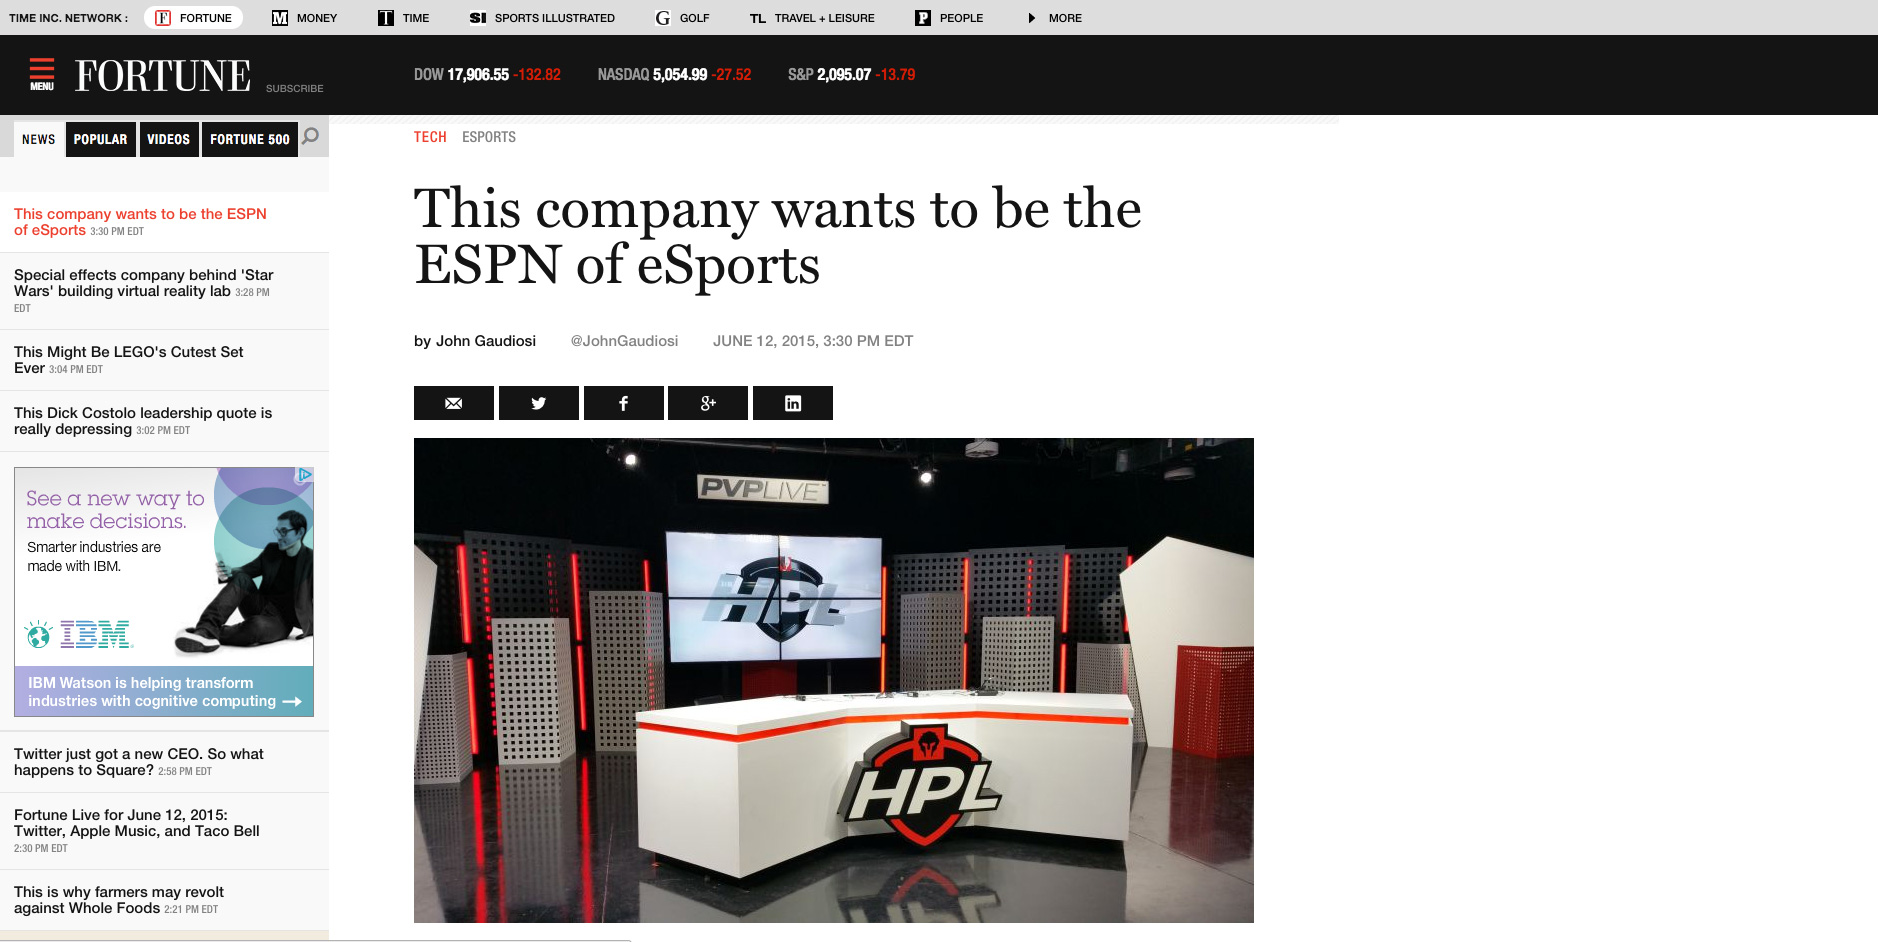 TIME INC. NETWORK :
FORTUNE
MONEY
TIME
SI SPORTS ILLUSTRATED
G GOLF
TL TRAVEL + LEISURE
P PEOPLE
MORE
MENU
FORTUNE
SUBSCRIBE
DOW 17,906.55 -132.82
NASDAQ 5,054.99 -27.52
S&P 2,095.07 -13.79
NEWS
POPULAR
VIDEOS
FORTUNE 500
This company wants to be the ESPN
of eSports 3:30 PM EDT
Special effects company behind 'Star
Wars' building virtual reality lab 3:28 PM
EDT
This Might Be LEGO's Cutest Set
Ever 3:04 PM EDT
This Dick Costolo leadership quote is
really depressing 3:02 PM EDT
See a new way to
make decisions.
Smarter industries are
made with IBM.
IBM
IBM Watson is helping transform
industries with cognitive computing
Twitter just got a new CEO. So what
happens to Square? 2:58 PM EDT
Fortune Live for June 12, 2015:
Twitter, Apple Music, and Taco Bell
2:30 PM EDT
This is why farmers may revolt
against Whole Foods 2:21 PM EDT
TECH ESPORTS
This company wants to be the
ESPN of eSports
by John Gaudiosi @JohnGaudiosi JUNE 12, 2015, 3:30 PM EDT
PVPLIVE
HPL
HPL